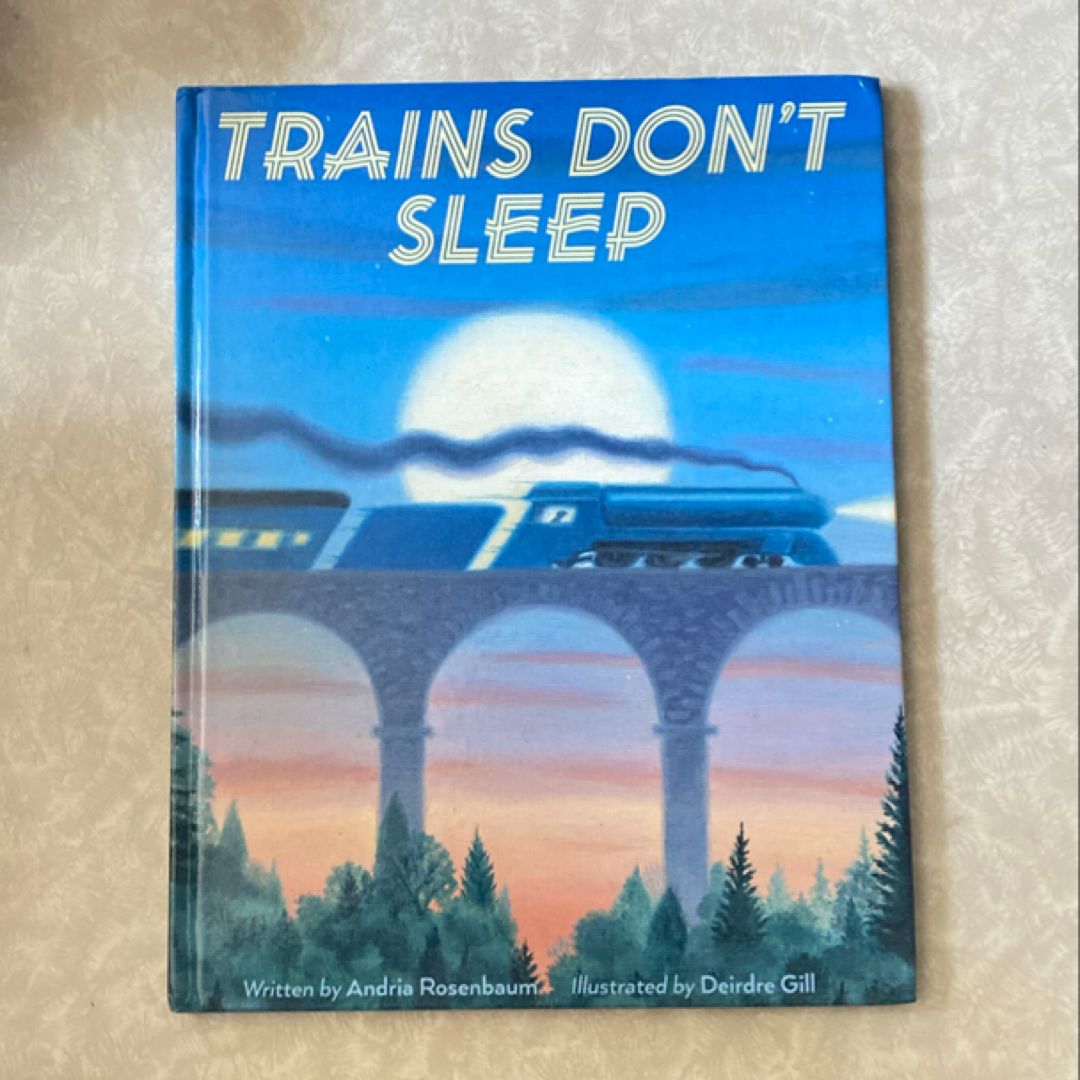 TRAINS DON'T
SLEEP
Written by Andria Rosenbaum Illustrated by Deirdre Gill